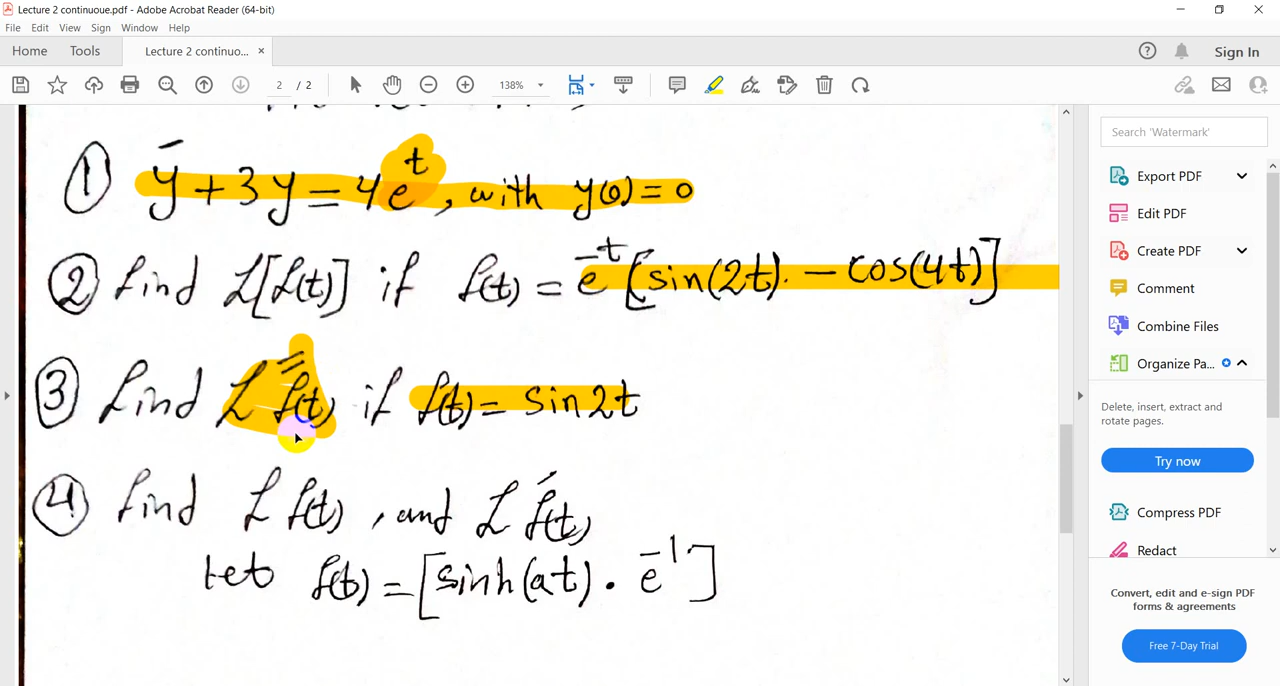 Lecture 2 continuoue.pdf - Adobe Acrobat Reader (64-bit)
File Edit View Sign Window Help
Home Tools Lecture 2 continuo... × Sign In
2 / 2 138%
① y̅ + 3y = 4e^t, with y(0) = 0
② find ℒ[f(t)] if f(t) = e^-t [sin(2t). - cos(4t)]
③ find ℒ f''(t) if f(t) = sin2t
④ find ℒ f(t), and ℒ f'(t)
let f(t) = [sinh(at) . e^-1]
Search 'Watermark'
Export PDF
Edit PDF
Create PDF
Comment
Combine Files
Organize Pa...
Delete, insert, extract and
rotate pages.
Try now
Compress PDF
Redact
Convert, edit and e-sign PDF
forms & agreements
Free 7-Day Trial